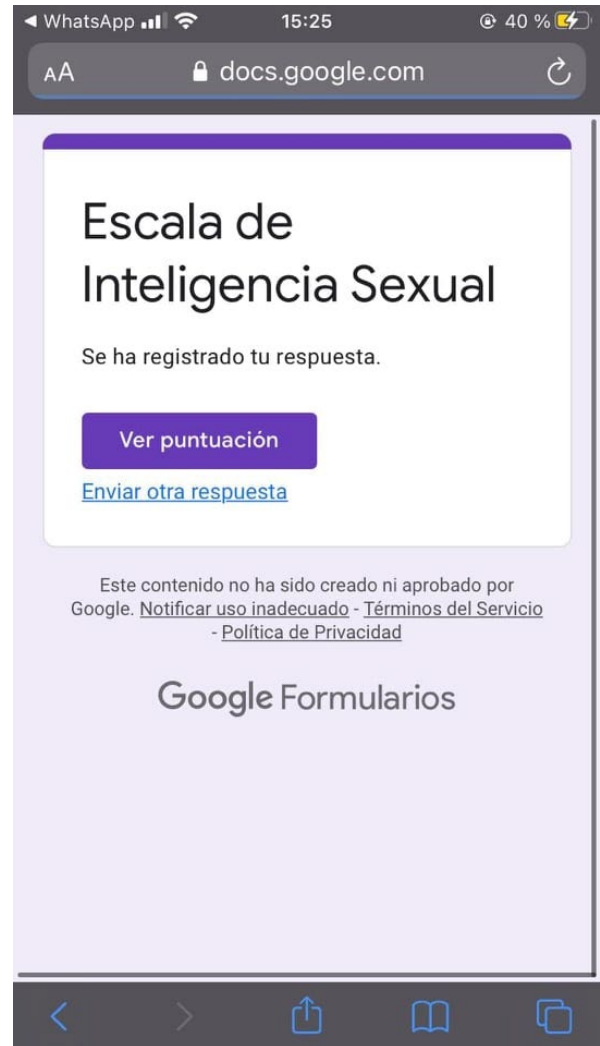 WhatsApp 15:25 40 %
AA docs.google.com
Escala de
Inteligencia Sexual
Se ha registrado tu respuesta.
Ver puntuación
Enviar otra respuesta
Este contenido no ha sido creado ni aprobado por
Google. Notificar uso inadecuado - Términos del Servicio
- Política de Privacidad
Google Formularios